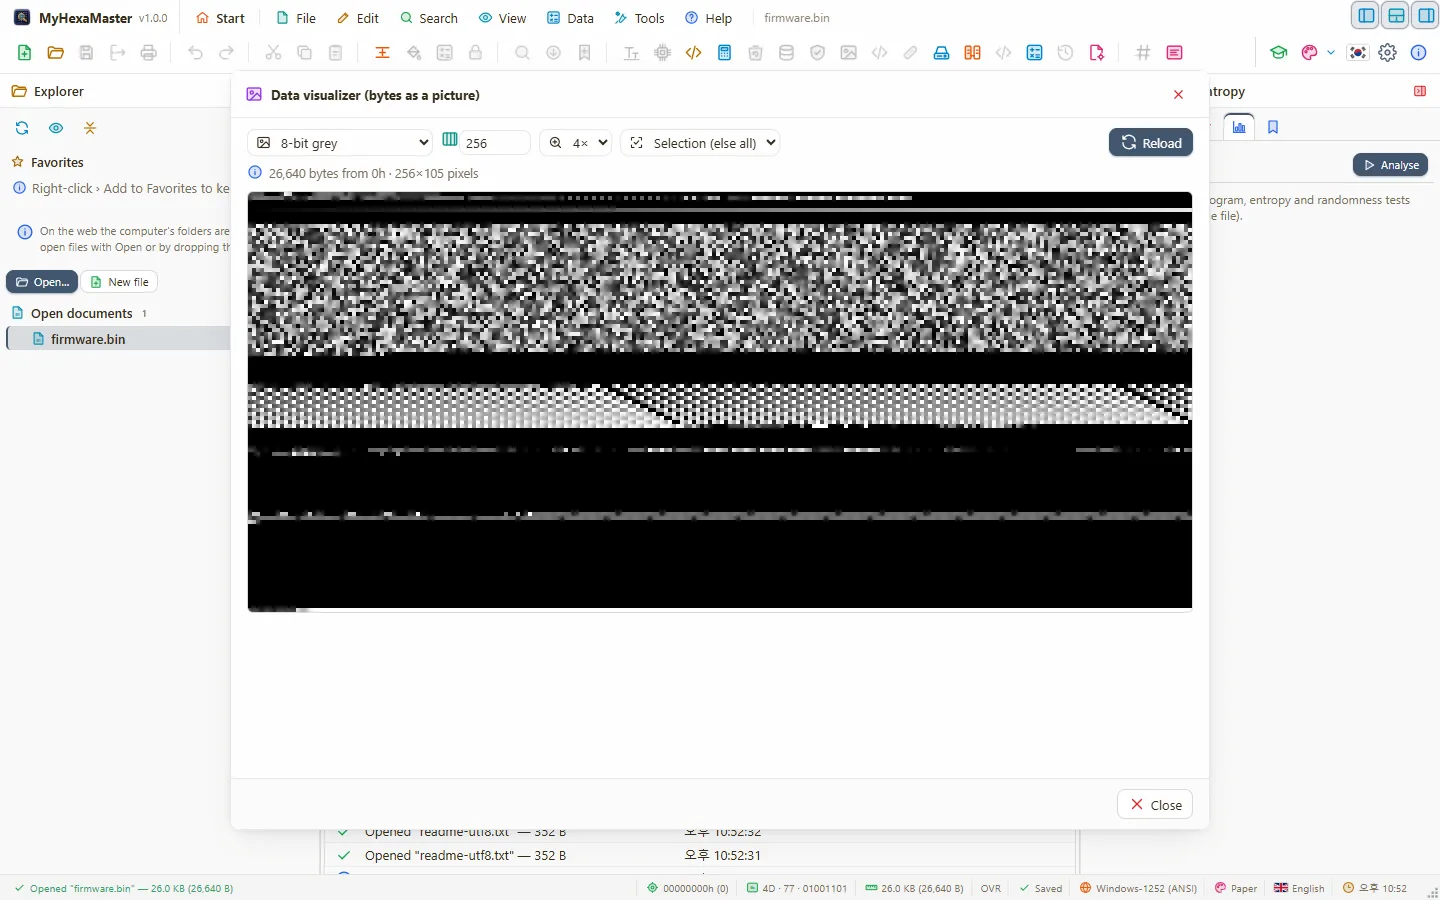 MyHexaMaster v1.0.0 Start File Edit Search View Data Tools Help firmware.bin
Explorer
Data visualizer (bytes as a picture)
ntropy
8-bit grey 256 4× Selection (else all) Reload
Favorites
26,640 bytes from 0h · 256×105 pixels
Analyse
Right-click › Add to Favorites to ke
ogram, entropy and randomness tests
e file).
On the web the computer's folders are
open files with Open or by dropping th
Open... New file
Open documents 1
firmware.bin
Close
Opened "readme-utf8.txt" — 352 B 오후 10:52:32
Opened "readme-utf8.txt" — 352 B 오후 10:52:31
Opened "firmware.bin" — 26.0 KB (26,640 B) 00000000h (0) 4D · 77 · 01001101 26.0 KB (26,640 B) OVR Saved Windows-1252 (ANSI) Paper English 오후 10:52